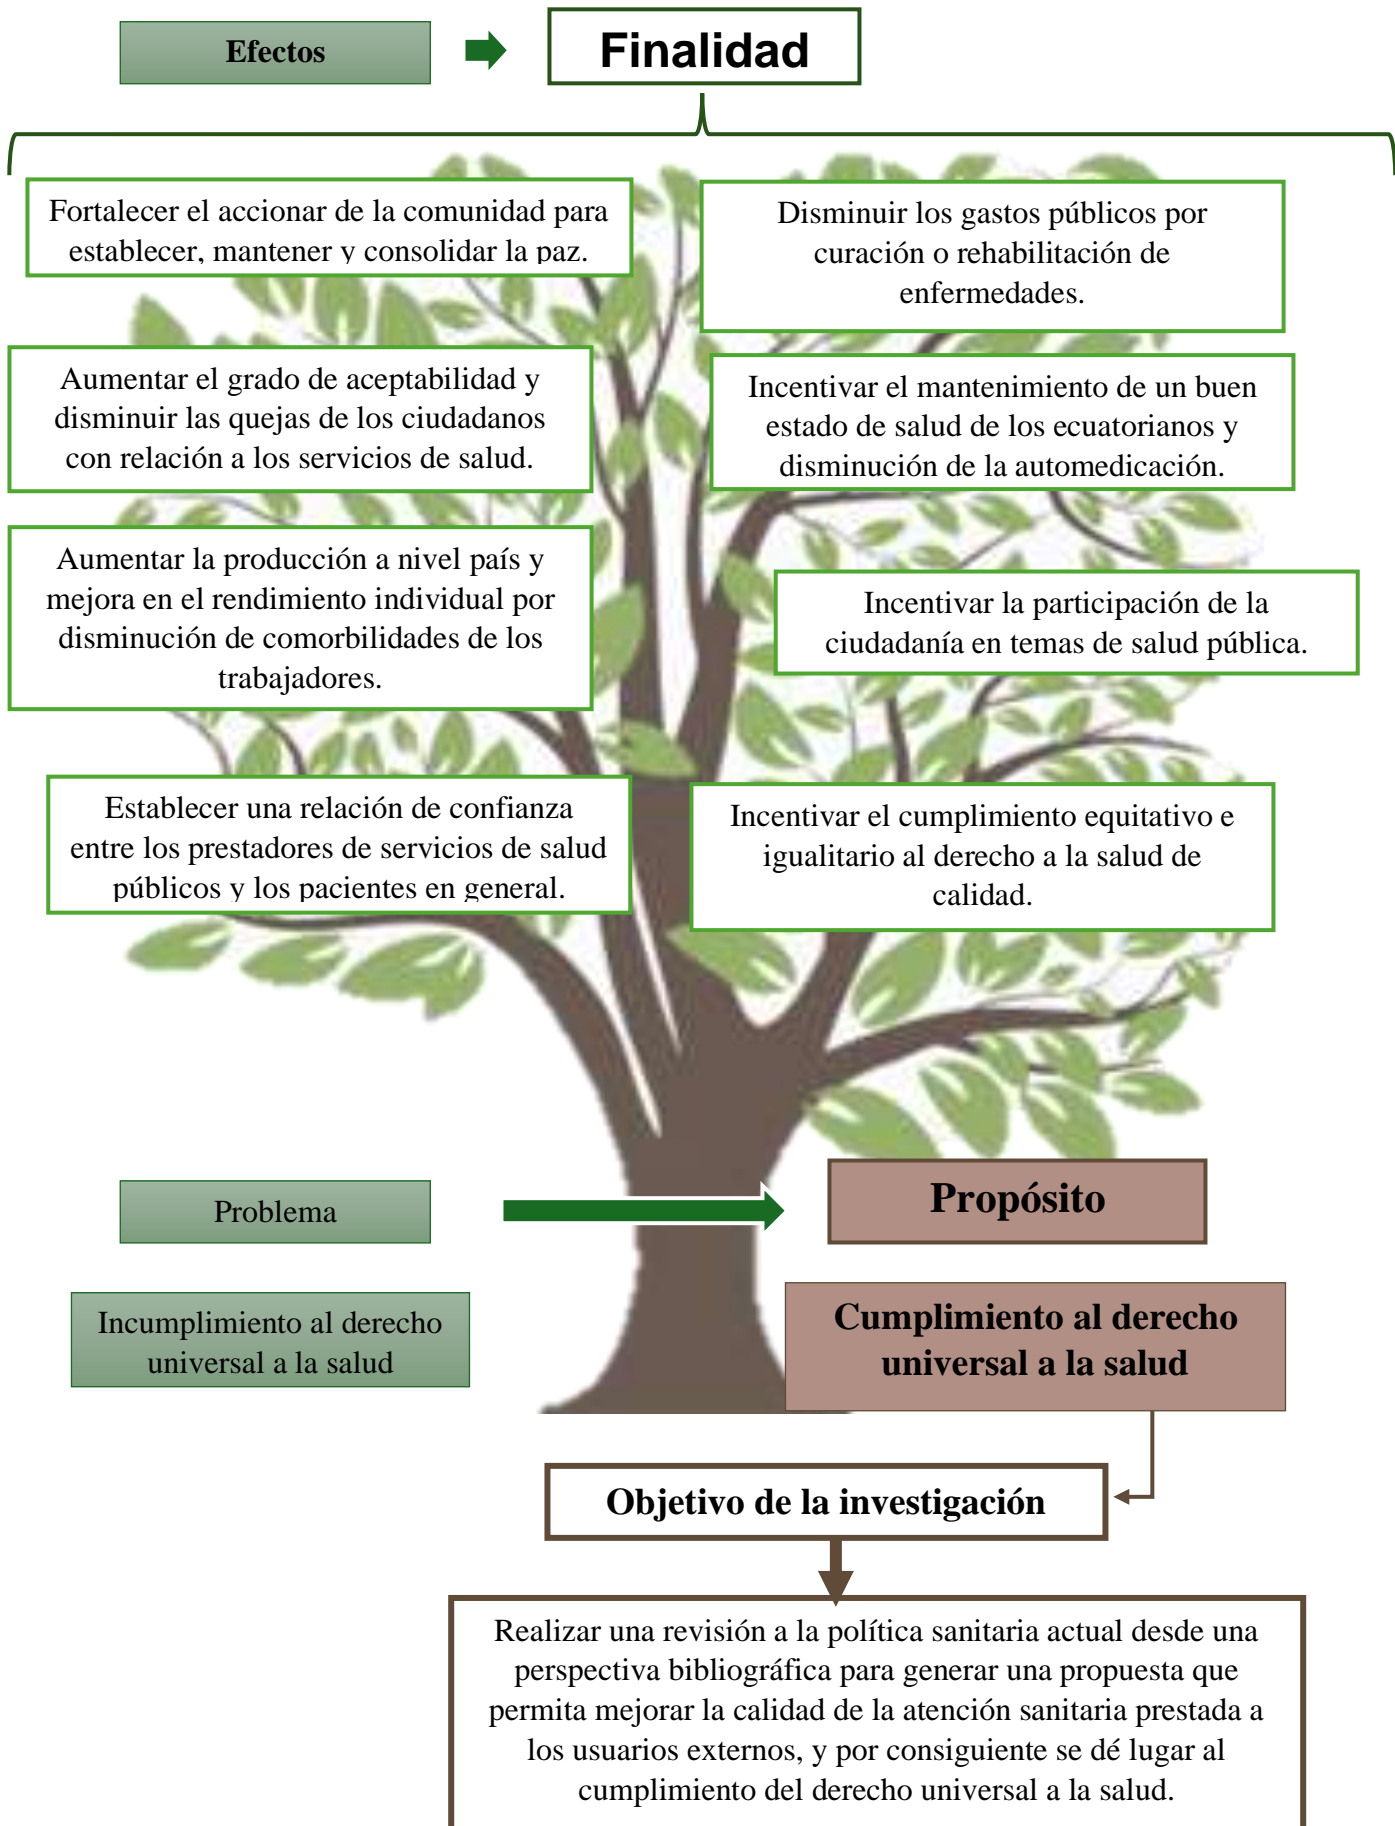 Efectos
Finalidad
Fortalecer el accionar de la comunidad para
establecer, mantener y consolidar la paz.
Disminuir los gastos públicos por
curación o rehabilitación de
enfermedades.
Aumentar el grado de aceptabilidad y
disminuir las quejas de los ciudadanos
con relación a los servicios de salud.
Incentivar el mantenimiento de un buen
estado de salud de los ecuatorianos y
disminución de la automedicación.
Aumentar la producción a nivel país y
mejora en el rendimiento individual por
disminución de comorbilidades de los
trabajadores.
Incentivar la participación de la
ciudadanía en temas de salud pública.
Establecer una relación de confianza
entre los prestadores de servicios de salud
públicos y los pacientes en general.
Incentivar el cumplimiento equitativo e
igualitario al derecho a la salud de
calidad.
Problema
Propósito
Incumplimiento al derecho
universal a la salud
Cumplimiento al derecho
universal a la salud
Objetivo de la investigación
Realizar una revisión a la política sanitaria actual desde una
perspectiva bibliográfica para generar una propuesta que
permita mejorar la calidad de la atención sanitaria prestada a
los usuarios externos, y por consiguiente se dé lugar al
cumplimiento del derecho universal a la salud.